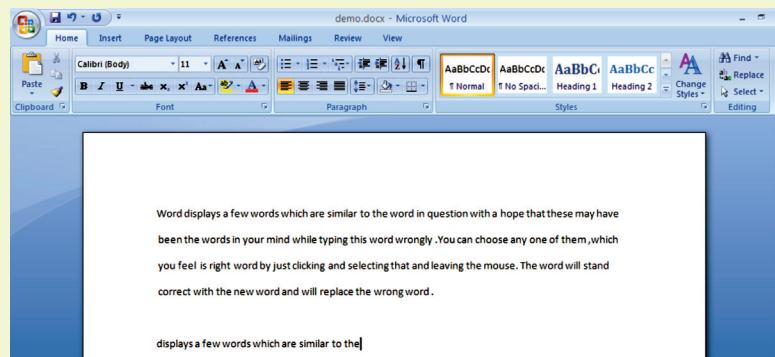 demo.docx - Microsoft Word
Home Insert Page Layout References Mailings Review View
Calibri (Body) 11 A A Aa
AaBbCcDc AaBbCcDc AaBbC AaBbCc
¶ Normal ¶ No Spaci... Heading 1 Heading 2
Paste
B I U abc x₂ x² Aa ab A
Change Styles
Find
Replace
Select
Clipboard Font Paragraph Styles Editing
Word displays a few words which are similar to the word in question with a hope that these may have
been the words in your mind while typing this word wrongly .You can choose any one of them ,which
you feel is right word by just clicking and selecting that and leaving the mouse. The word will stand
correct with the new word and will replace the wrong word .
displays a few words which are similar to the